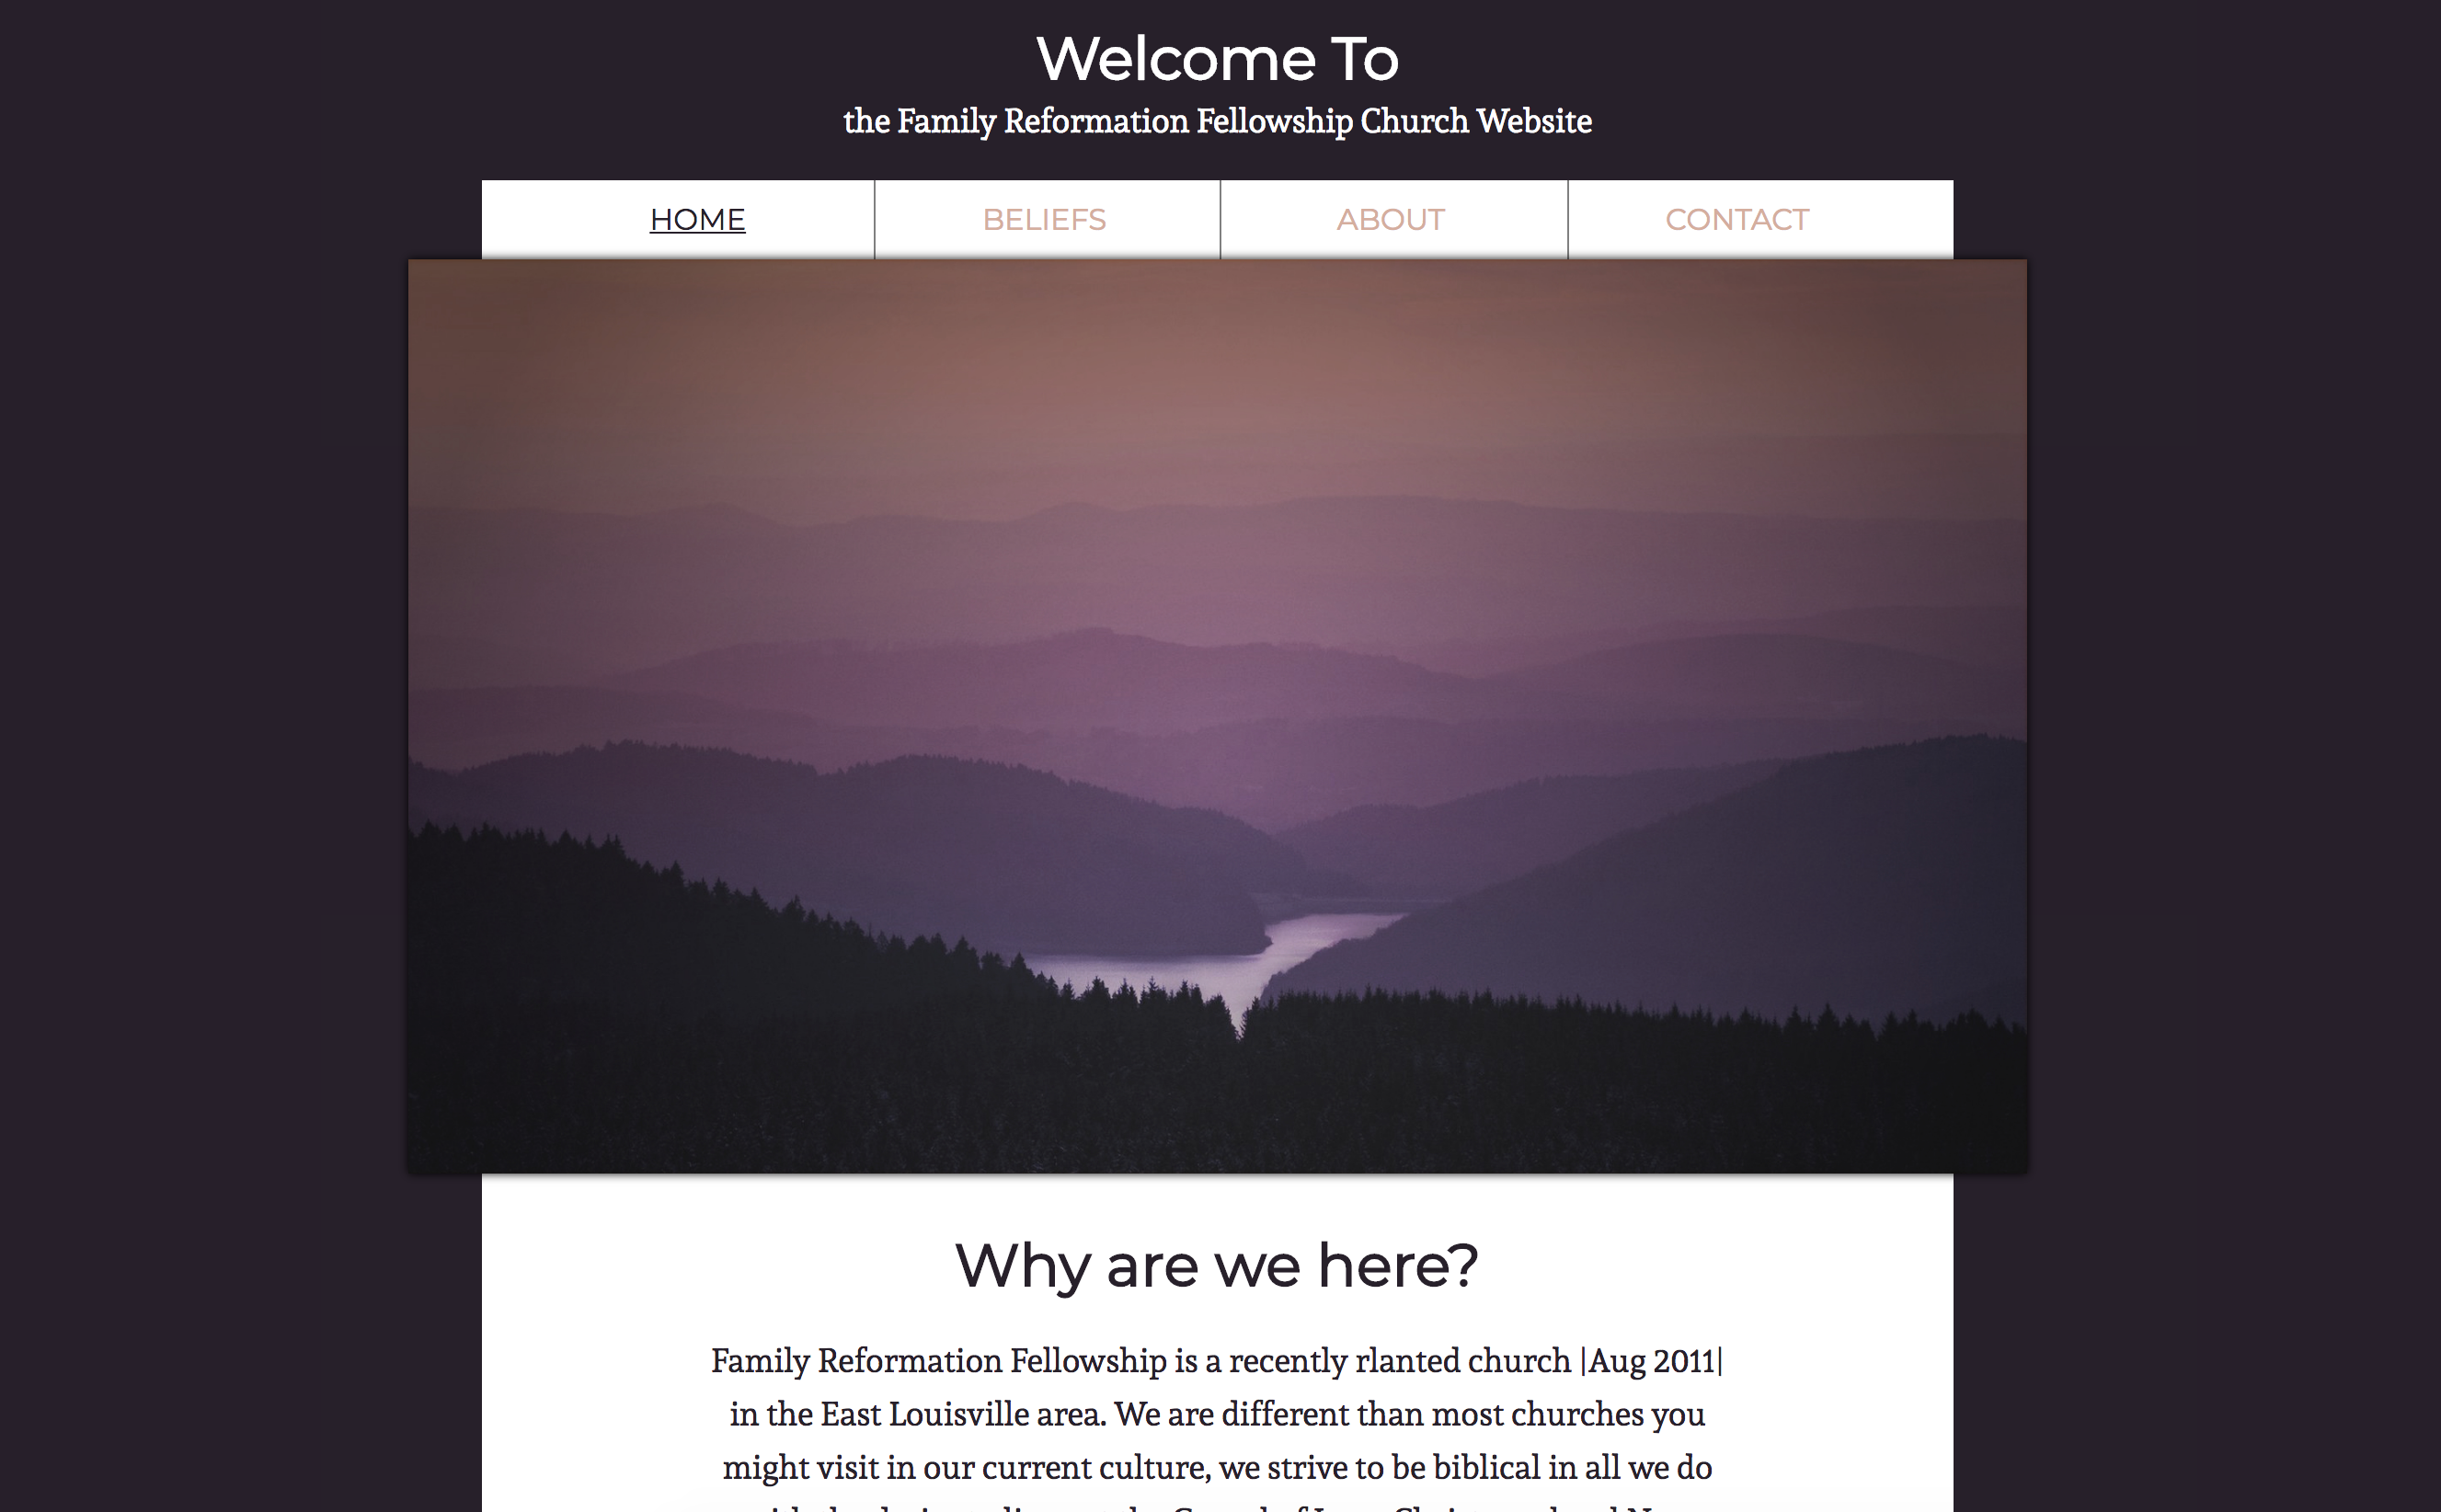 Welcome To
the Family Reformation Fellowship Church Website
HOME
BELIEFS
ABOUT
CONTACT
Why are we here?
Family Reformation Fellowship is a recently rlanted church |Aug 2011|
in the East Louisville area. We are different than most churches you
might visit in our current culture, we strive to be biblical in all we do